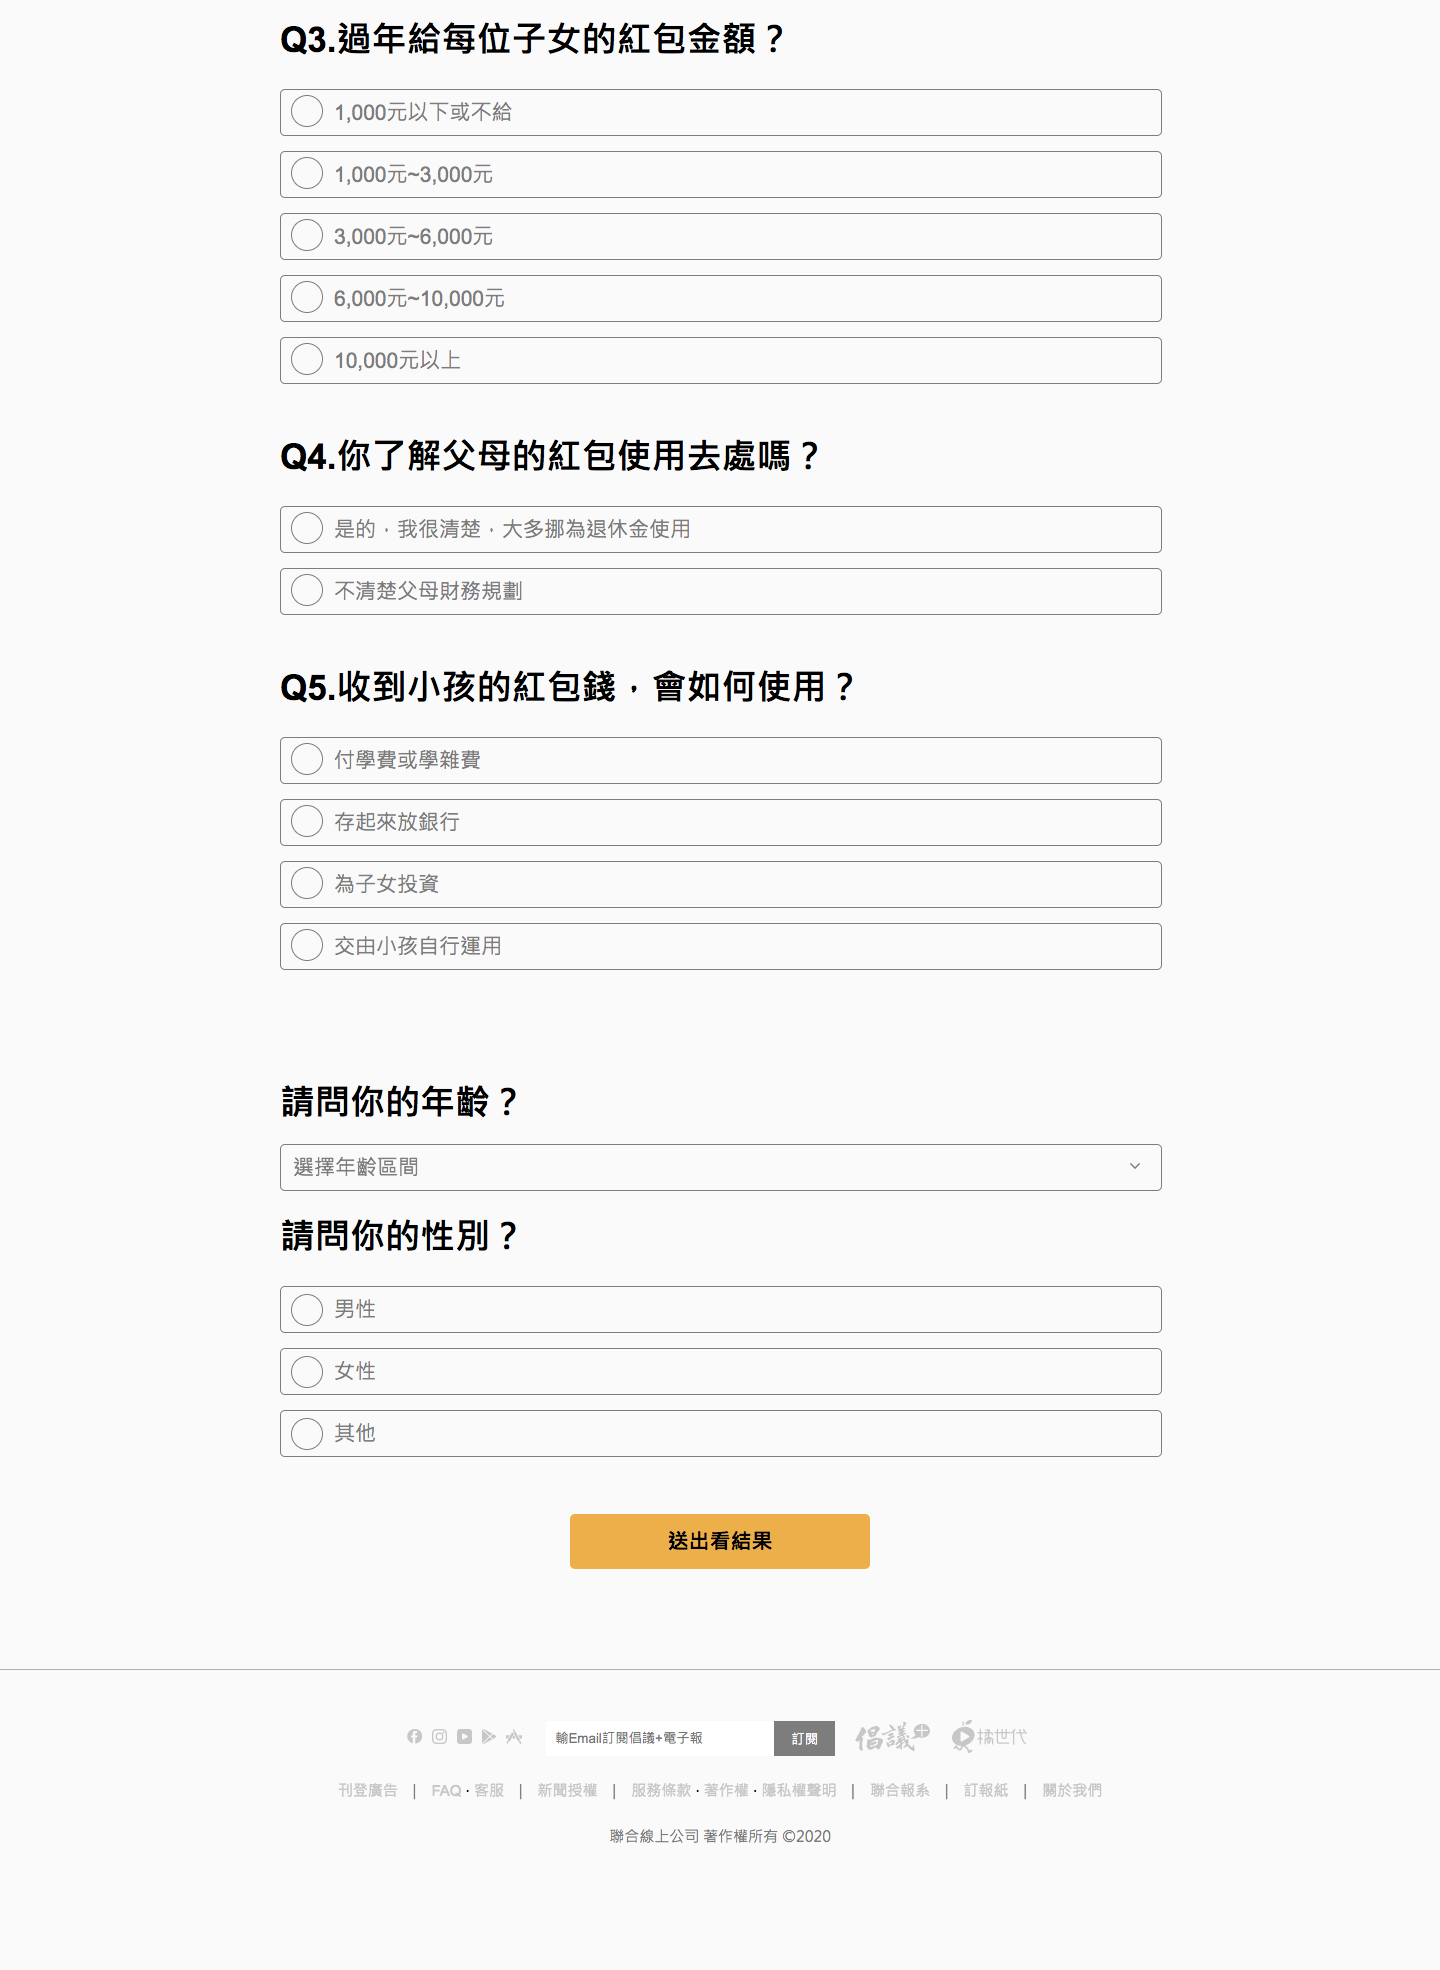 Q3.過年給每位子女的紅包金額？
1,000元以下或不給
1,000元~3,000元
3,000元~6,000元
6,000元~10,000元
10,000元以上
Q4.你了解父母的紅包使用去處嗎？
是的，我很清楚，大多挪為退休金使用
不清楚父母財務規劃
Q5.收到小孩的紅包錢，會如何使用？
付學費或學雜費
存起來放銀行
為子女投資
交由小孩自行運用
請問你的年齡？
選擇年齡區間
請問你的性別？
男性
女性
其他
送出看結果
輸Email訂閱倡議+電子報 訂閱 倡議+ 橘世代
刊登廣告 | FAQ · 客服 | 新聞授權 | 服務條款 · 著作權 · 隱私權聲明 | 聯合報系 | 訂報紙 | 關於我們
聯合線上公司 著作權所有 ©2020